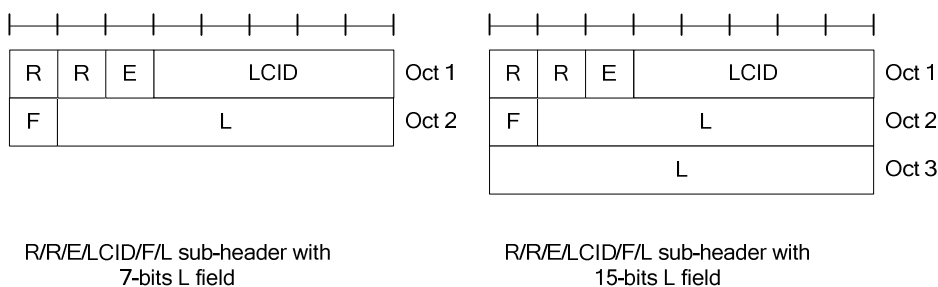 R R E LCID Oct 1
F L Oct 2
R/R/E/LCID/F/L sub-header with
7-bits L field
R R E LCID Oct 1
F L Oct 2
L Oct 3
R/R/E/LCID/F/L sub-header with
15-bits L field